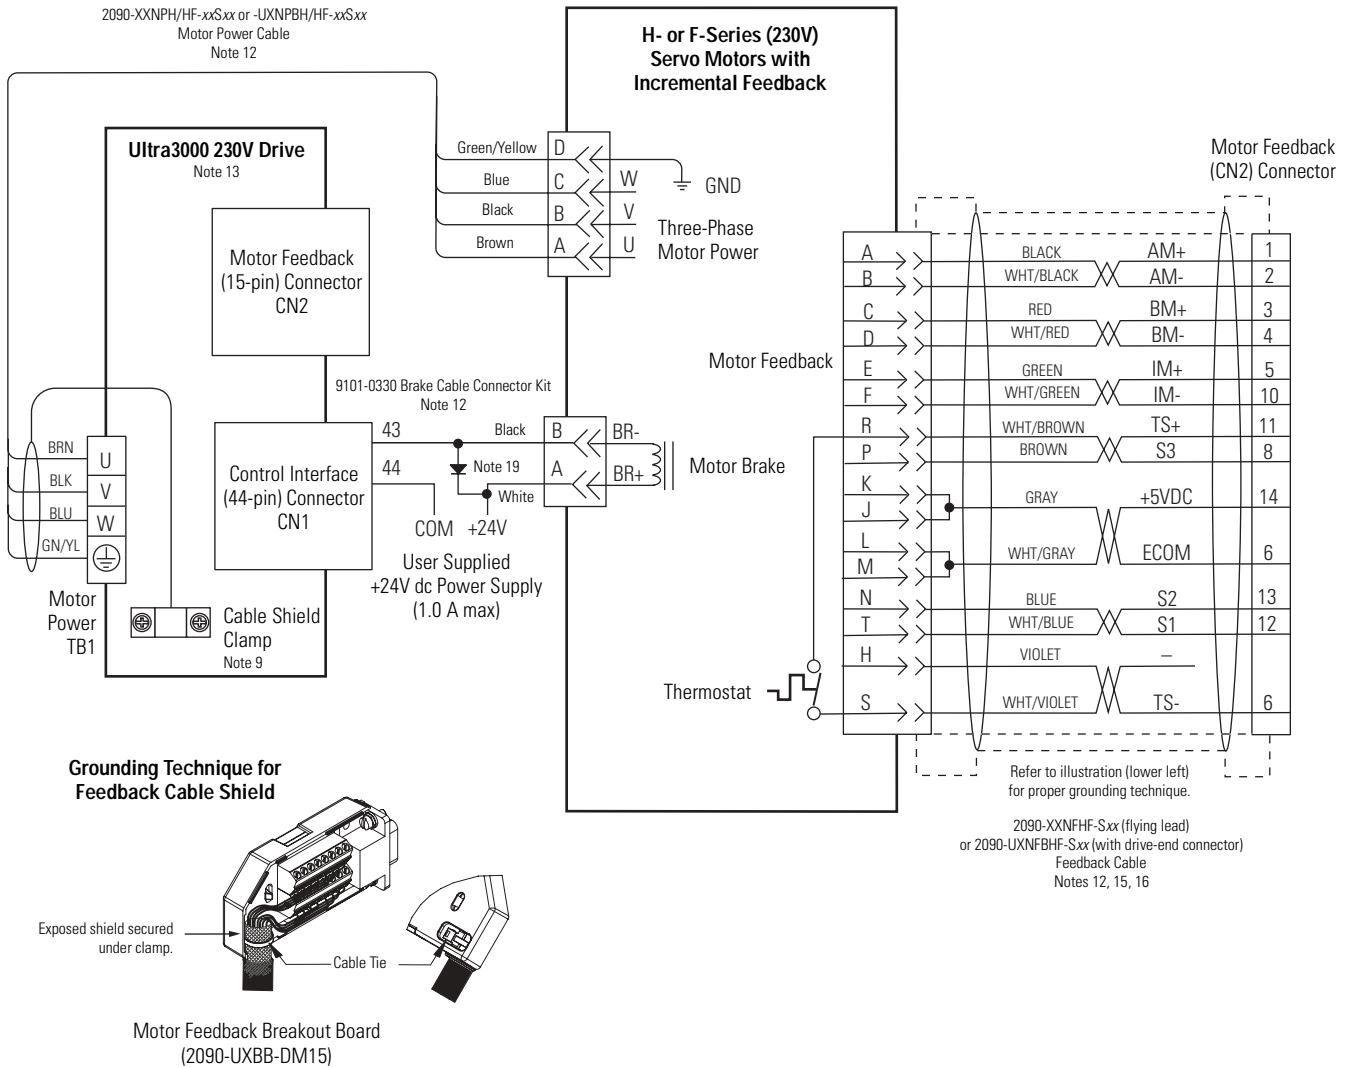 2090-XXNPH/HF-xxSxx or -UXNPBH/HF-xxSxx
Motor Power Cable
Note 12
H- or F-Series (230V)
Servo Motors with
Incremental Feedback
Ultra3000 230V Drive
Note 13
Motor Feedback
(15-pin) Connector
CN2
Green/Yellow D
Blue C W
Black B V
Brown A U
GND
Three-Phase
Motor Power
Motor Feedback
(CN2) Connector
A BLACK AM+ 1
B WHT/BLACK AM- 2
C RED BM+ 3
D WHT/RED BM- 4
E GREEN IM+ 5
F WHT/GREEN IM- 10
R WHT/BROWN TS+ 11
P BROWN S3 8
K GRAY +5VDC 14
J
L WHT/GRAY ECOM 6
M
N BLUE S2 13
T WHT/BLUE S1 12
H VIOLET –
S WHT/VIOLET TS- 6
Motor Feedback
Thermostat
9101-0330 Brake Cable Connector Kit
Note 12
43 Black B BR-
44 Note 19 A BR+
White
Motor Brake
COM +24V
User Supplied
+24V dc Power Supply
(1.0 A max)
Control Interface
(44-pin) Connector
CN1
BRN U
BLK V
BLU W
GN/YL
Motor
Power
TB1
Cable Shield
Clamp
Note 9
Refer to illustration (lower left)
for proper grounding technique.
2090-XXNFHF-Sxx (flying lead)
or 2090-UXNFBHF-Sxx (with drive-end connector)
Feedback Cable
Notes 12, 15, 16
Grounding Technique for
Feedback Cable Shield
Exposed shield secured
under clamp.
Cable Tie
Motor Feedback Breakout Board
(2090-UXBB-DM15)